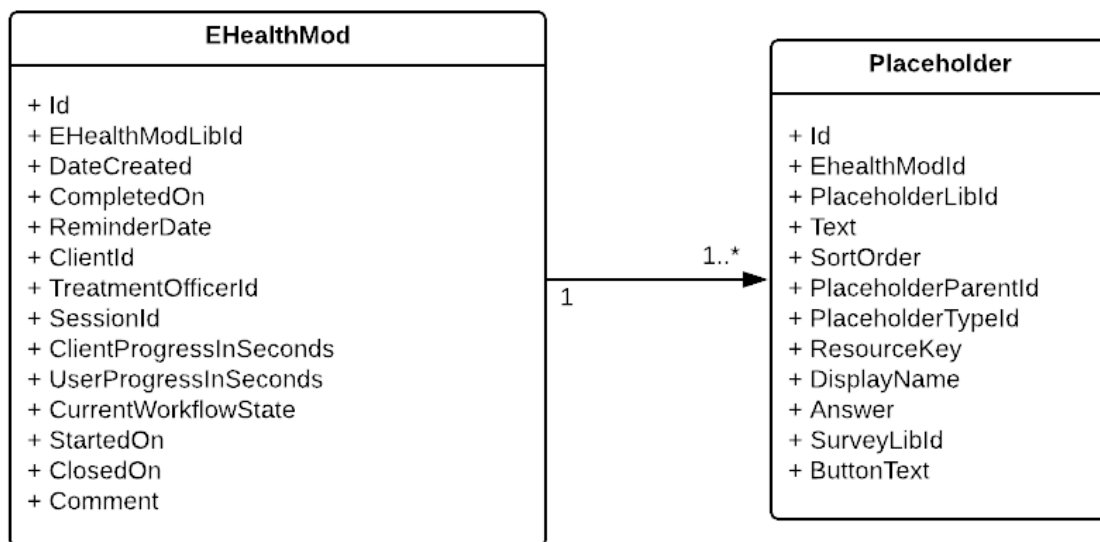 EHealthMod
+ Id
+ EHealthModLibId
+ DateCreated
+ CompletedOn
+ ReminderDate
+ ClientId
+ TreatmentOfficerId
+ SessionId
+ ClientProgressInSeconds
+ UserProgressInSeconds
+ CurrentWorkflowState
+ StartedOn
+ ClosedOn
+ Comment
1
1..*
Placeholder
+ Id
+ EhealthModId
+ PlaceholderLibId
+ Text
+ SortOrder
+ PlaceholderParentId
+ PlaceholderTypeId
+ ResourceKey
+ DisplayName
+ Answer
+ SurveyLibId
+ ButtonText